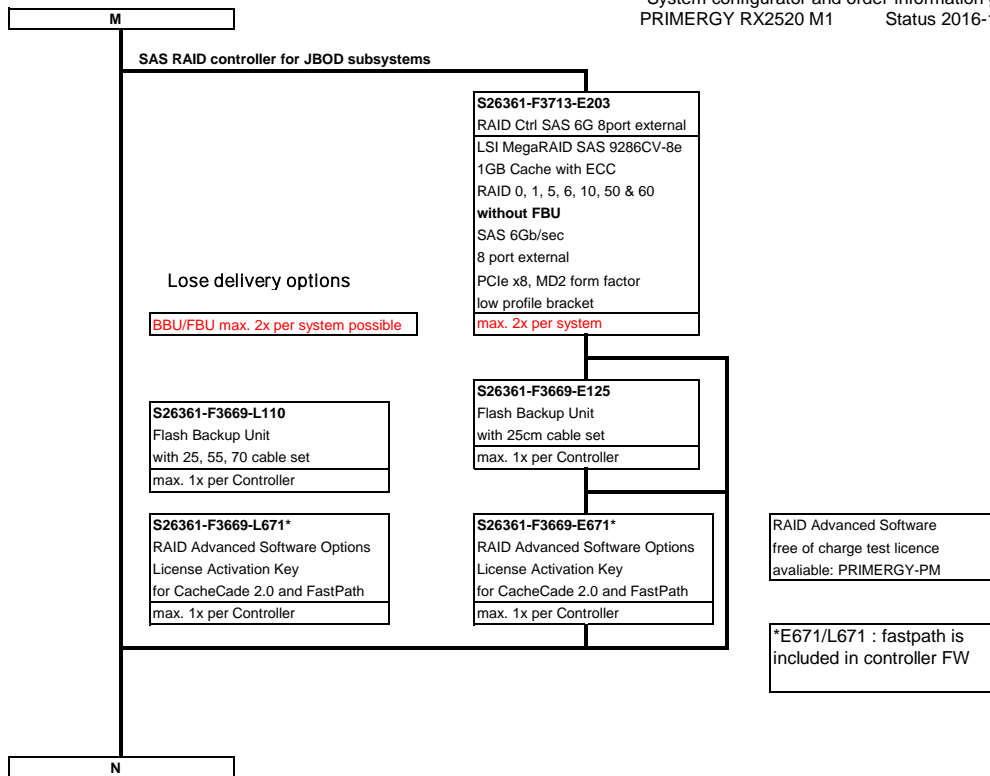 System configurator and order information
PRIMERGY RX2520 M1 Status 2016-1
M
SAS RAID controller for JBOD subsystems
S26361-F3713-E203
RAID Ctrl SAS 6G 8port external
LSI MegaRAID SAS 9286CV-8e
1GB Cache with ECC
RAID 0, 1, 5, 6, 10, 50 & 60
without FBU
SAS 6Gb/sec
8 port external
PCIe x8, MD2 form factor
low profile bracket
max. 2x per system
Lose delivery options
BBU/FBU max. 2x per system possible
S26361-F3669-L110
Flash Backup Unit
with 25, 55, 70 cable set
max. 1x per Controller
S26361-F3669-E125
Flash Backup Unit
with 25cm cable set
max. 1x per Controller
S26361-F3669-L671*
RAID Advanced Software Options
License Activation Key
for CacheCade 2.0 and FastPath
max. 1x per Controller
S26361-F3669-E671*
RAID Advanced Software Options
License Activation Key
for CacheCade 2.0 and FastPath
max. 1x per Controller
RAID Advanced Software
free of charge test licence
avaliable: PRIMERGY-PM
*E671/L671 : fastpath is
included in controller FW
N